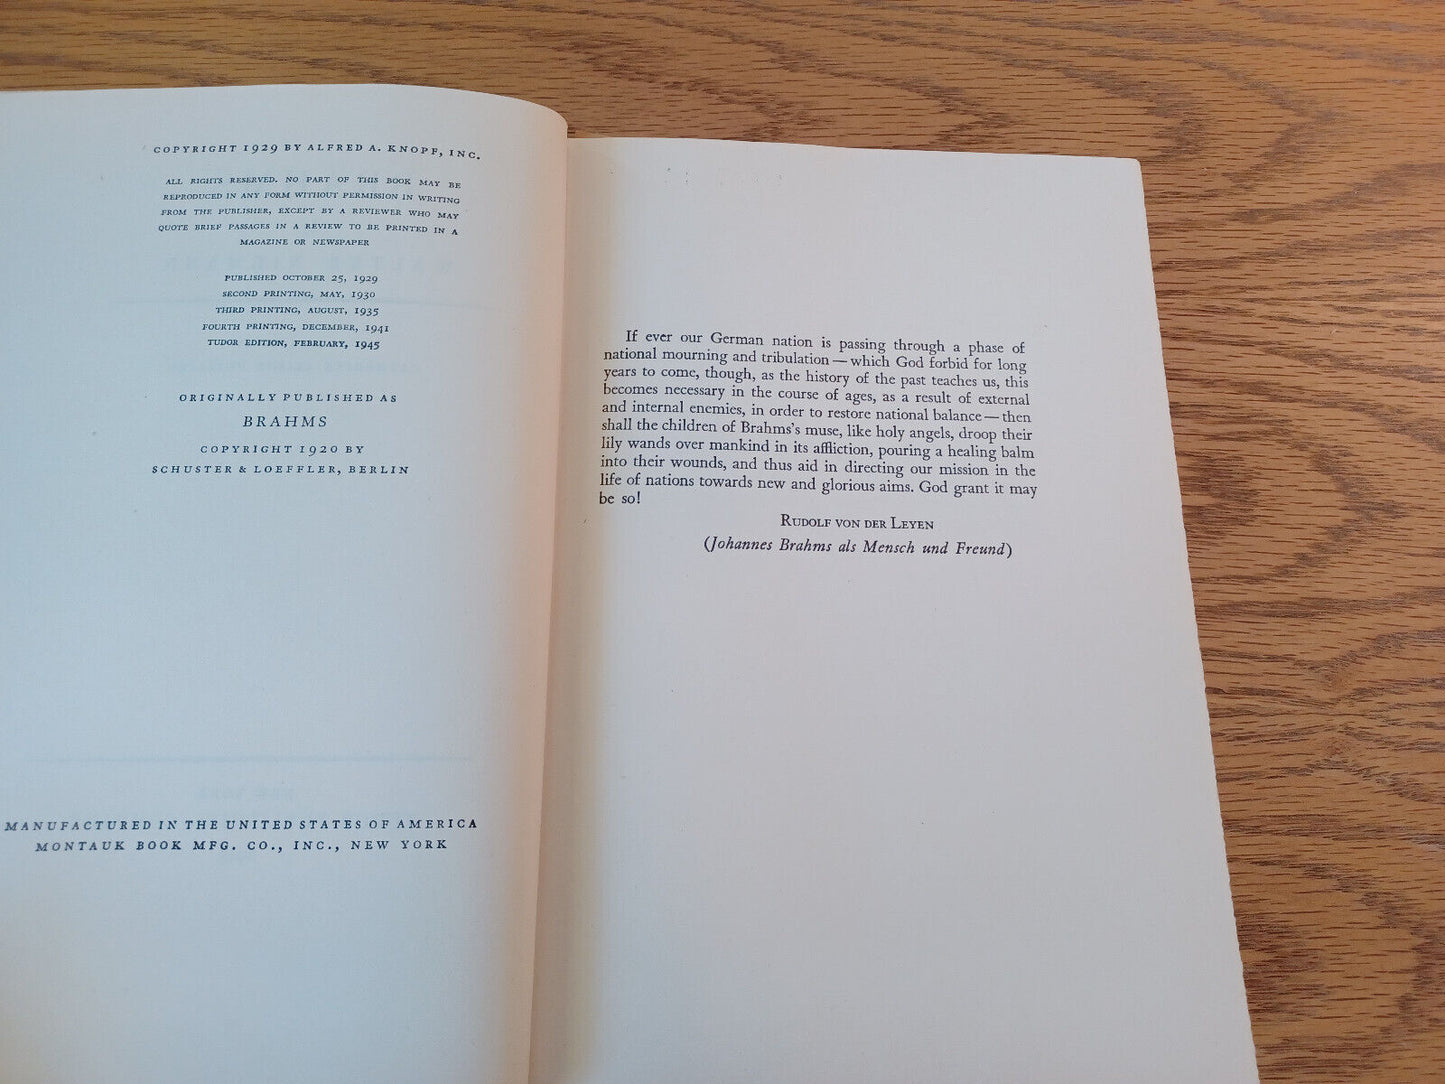 COPYRIGHT 1929 BY ALFRED A. KNOPF, INC.
ALL RIGHTS RESERVED. NO PART OF THIS BOOK MAY BE
REPRODUCED IN ANY FORM WITHOUT PERMISSION IN WRITING
FROM THE PUBLISHER, EXCEPT BY A REVIEWER WHO MAY
QUOTE BRIEF PASSAGES IN A REVIEW TO BE PRINTED IN A
MAGAZINE OR NEWSPAPER
PUBLISHED OCTOBER 25, 1929
SECOND PRINTING, MAY, 1930
THIRD PRINTING, AUGUST, 1935
FOURTH PRINTING, DECEMBER, 1941
TUDOR EDITION, FEBRUARY, 1945
ORIGINALLY PUBLISHED AS
BRAHMS
COPYRIGHT 1920 BY
SCHUSTER & LOEFFLER, BERLIN
MANUFACTURED IN THE UNITED STATES OF AMERICA
MONTAUK BOOK MFG. CO., INC., NEW YORK
If ever our German nation is passing through a phase of
national mourning and tribulation — which God forbid for long
years to come, though, as the history of the past teaches us, this
becomes necessary in the course of ages, as a result of external
and internal enemies, in order to restore national balance — then
shall the children of Brahms's muse, like holy angels, droop their
lily wands over mankind in its affliction, pouring a healing balm
into their wounds, and thus aid in directing our mission in the
life of nations towards new and glorious aims. God grant it may
be so!
RUDOLF VON DER LEYEN
(Johannes Brahms als Mensch und Freund)